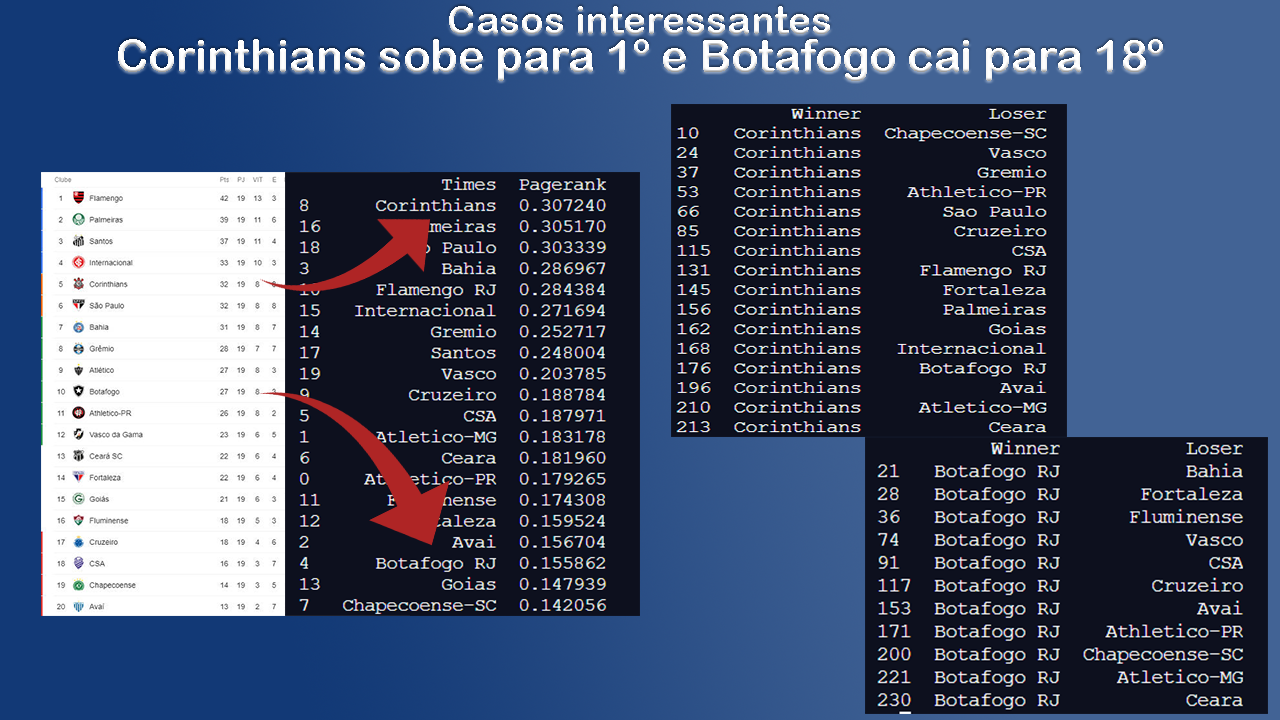 Casos interessantes
Corinthians sobe para 1º e Botafogo cai para 18º
Clube Pts PJ VIT E
1 Flamengo 42 19 13 3
2 Palmeiras 39 19 11 6
3 Santos 37 19 11 4
4 Internacional 33 19 10 3
5 Corinthians 32 19 8
6 São Paulo 32 19 8 8
7 Bahia 31 19 8 7
8 Grêmio 28 19 7 7
9 Atlético 27 19 8 3
10 Botafogo 27 19 8
11 Athletico-PR 26 19 8 2
12 Vasco da Gama 23 19 6 5
13 Ceará SC 22 19 6 4
14 Fortaleza 22 19 6 4
15 Goiás 21 19 6 3
16 Fluminense 18 19 5 3
17 Cruzeiro 18 19 4 6
18 CSA 16 19 3 7
19 Chapecoense 14 19 3 5
20 Avaí 13 19 2 7
Times Pagerank
8 Corinthians 0.307240
16 meiras 0.305170
18 Paulo 0.303339
3 Bahia 0.286967
10 Flamengo RJ 0.284384
15 Internacional 0.271694
14 Gremio 0.252717
17 Santos 0.248004
19 Vasco 0.203785
9 Cruzeiro 0.188784
5 CSA 0.187971
1 Atletico-MG 0.183178
6 Ceara 0.181960
0 Athletico-PR 0.179265
11 F nense 0.174308
12 taleza 0.159524
2 Avai 0.156704
4 Botafogo RJ 0.155862
13 Goias 0.147939
7 Chapecoense-SC 0.142056
Winner Loser
10 Corinthians Chapecoense-SC
24 Corinthians Vasco
37 Corinthians Gremio
53 Corinthians Athletico-PR
66 Corinthians Sao Paulo
85 Corinthians Cruzeiro
115 Corinthians CSA
131 Corinthians Flamengo RJ
145 Corinthians Fortaleza
156 Corinthians Palmeiras
162 Corinthians Goias
168 Corinthians Internacional
176 Corinthians Botafogo RJ
196 Corinthians Avai
210 Corinthians Atletico-MG
213 Corinthians Ceara
Winner Loser
21 Botafogo RJ Bahia
28 Botafogo RJ Fortaleza
36 Botafogo RJ Fluminense
74 Botafogo RJ Vasco
91 Botafogo RJ CSA
117 Botafogo RJ Cruzeiro
153 Botafogo RJ Avai
171 Botafogo RJ Athletico-PR
200 Botafogo RJ Chapecoense-SC
221 Botafogo RJ Atletico-MG
230 Botafogo RJ Ceara